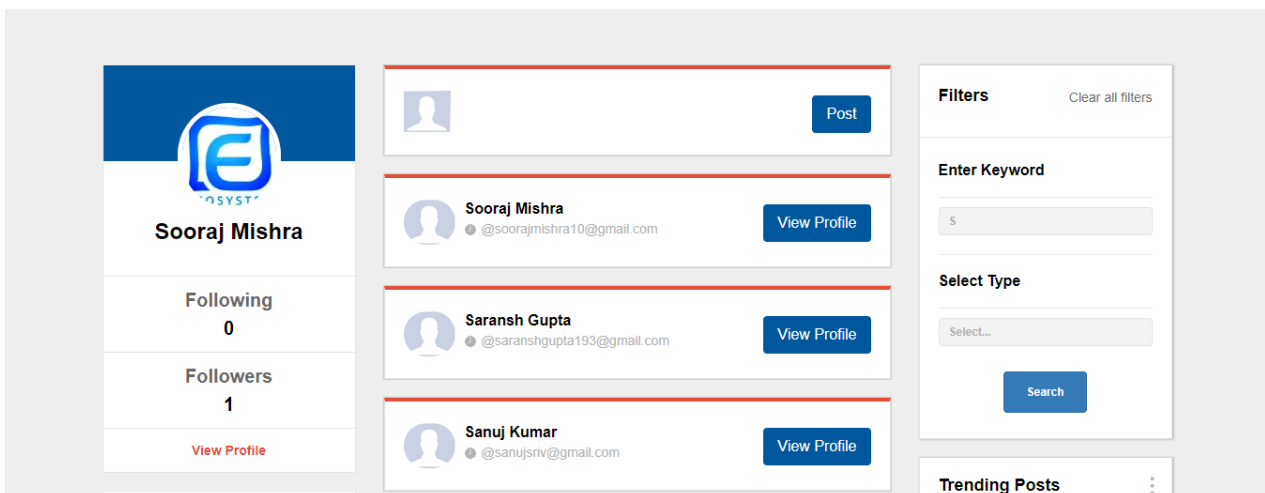 OSYST
Sooraj Mishra
Following
0
Followers
1
View Profile
Post
Sooraj Mishra
@soorajmishra10@gmail.com
View Profile
Saransh Gupta
@saranshgupta193@gmail.com
View Profile
Sanuj Kumar
@sanujsriv@gmail.com
View Profile
Filters
Clear all filters
Enter Keyword
S
Select Type
Select...
Search
Trending Posts